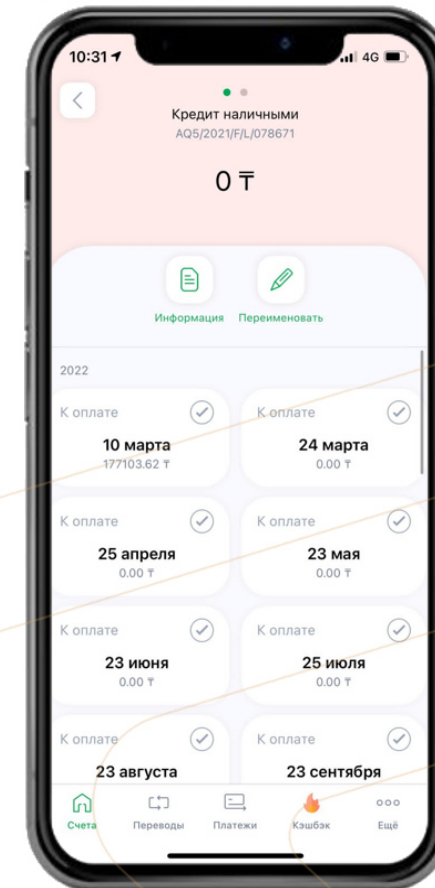 10:31 4G
Кредит наличными
AQ5/2021/F/L/078671
0 ₸
Информация Переименовать
2022
К оплате К оплате
10 марта 24 марта
177103.62 ₸ 0.00 ₸
К оплате К оплате
25 апреля 23 мая
0.00 ₸ 0.00 ₸
К оплате К оплате
23 июня 25 июля
0.00 ₸ 0.00 ₸
К оплате К оплате
23 августа 23 сентября
Счета Переводы Платежи Кэшбэк Ещё